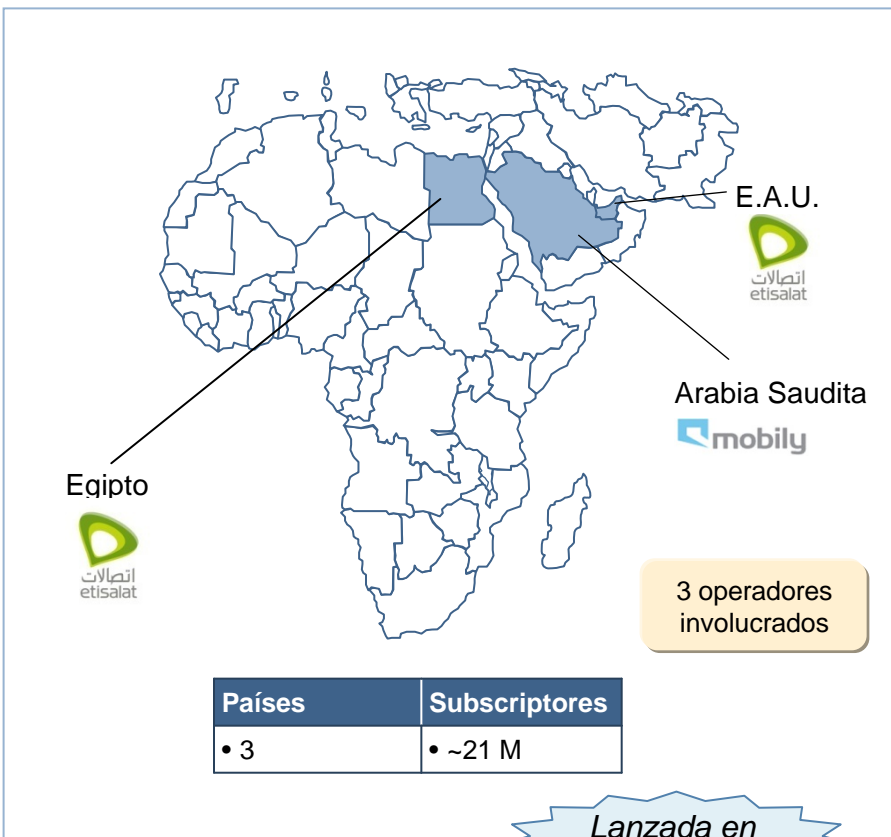 E.A.U.
اتصالات
etisalat
Arabia Saudita
mobily
Egipto
اتصالات
etisalat
3 operadores
involucrados
Países Subscriptores
• 3 • ~21 M
Lanzada en